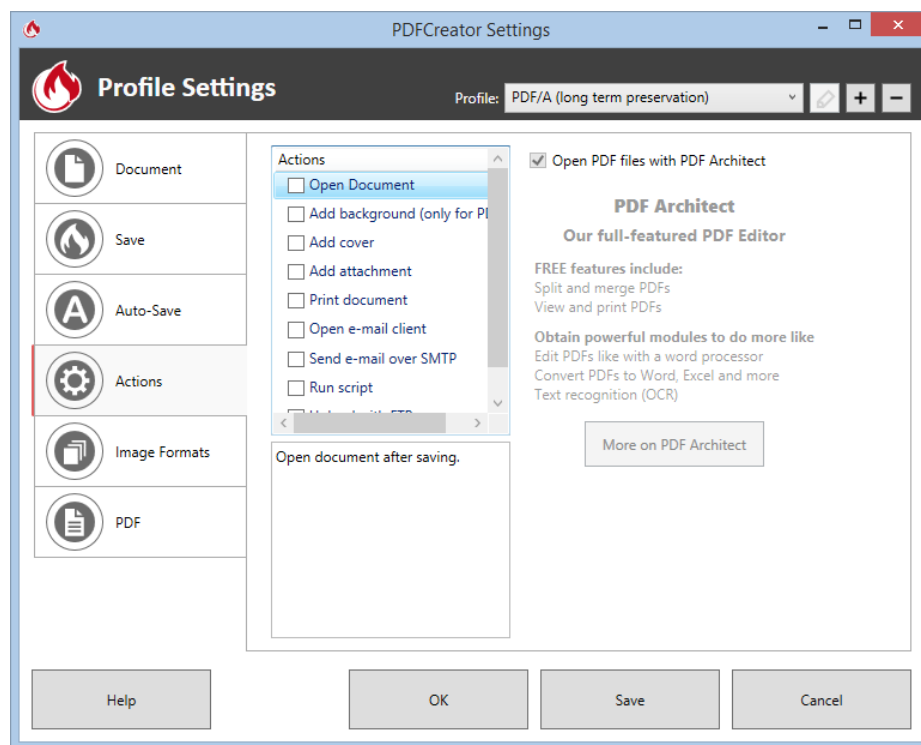 PDFCreator Settings
Profile Settings
Profile: PDF/A (long term preservation)
Document
Save
Auto-Save
Actions
Image Formats
PDF
Actions
Open Document
Add background (only for
Add cover
Add attachment
Print document
Open e-mail client
Send e-mail over SMTP
Run script
Open document after saving.
Open PDF files with PDF Architect
PDF Architect
Our full-featured PDF Editor
FREE features include:
Split and merge PDFs
View and print PDFs
Obtain powerful modules to do more like
Edit PDFs like with a word processor
Convert PDFs to Word, Excel and more
Text recognition (OCR)
More on PDF Architect
Help
OK
Save
Cancel